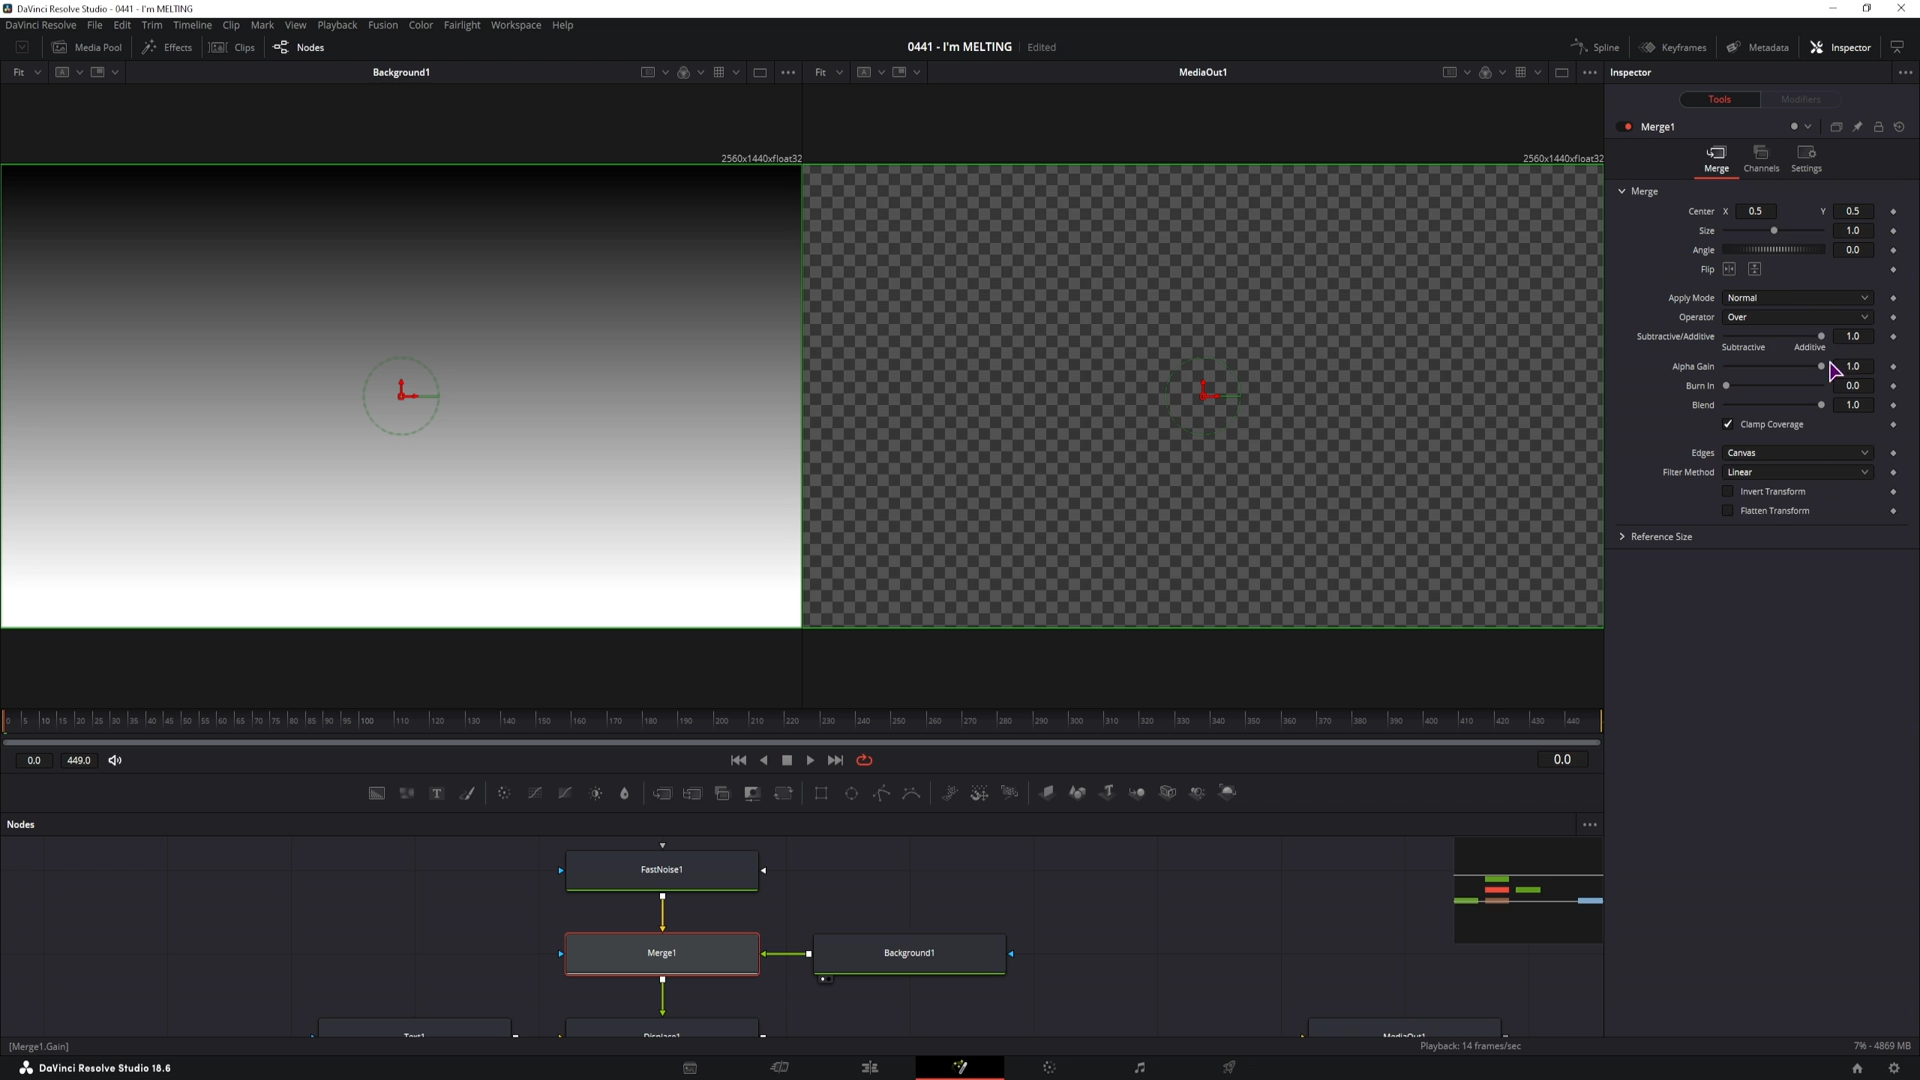 DaVinci Resolve Studio - 0441 - I'm MELTING
DaVinci Resolve File Edit Trim Timeline Clip Mark View Playback Fusion Color Fairlight Workspace Help
Media Pool Effects Clips Nodes 0441 - I'm MELTING Edited Spline Keyframes Metadata Inspector
Fit Background1 Fit MediaOut1 Inspector
Tools Modifiers
Merge1
2560x1440xfloat32 2560x1440xfloat32
Merge Channels Settings
Merge
Center X 0.5 Y 0.5
Size 1.0
Angle 0.0
Flip
Apply Mode Normal
Operator Over
Subtractive/Additive 1.0
Subtractive Additive
Alpha Gain 1.0
Burn In 0.0
Blend 1.0
Clamp Coverage
Edges Canvas
Filter Method Linear
Invert Transform
Flatten Transform
Reference Size
0 5 10 15 20 25 30 35 40 45 50 55 60 65 70 75 80 85 90 95 100 110 120 130 140 150 160 170 180 190 200 210 220 230 240 250 260 270 280 290 300 310 320 330 340 350 360 370 380 390 400 410 420 430 440
0.0 449.0 0.0
Nodes
FastNoise1
Merge1 Background1
Text1 Displace1 MediaOut1
[Merge1.Gain] Playback: 14 frames/sec 7% - 4869 MB
DaVinci Resolve Studio 18.6